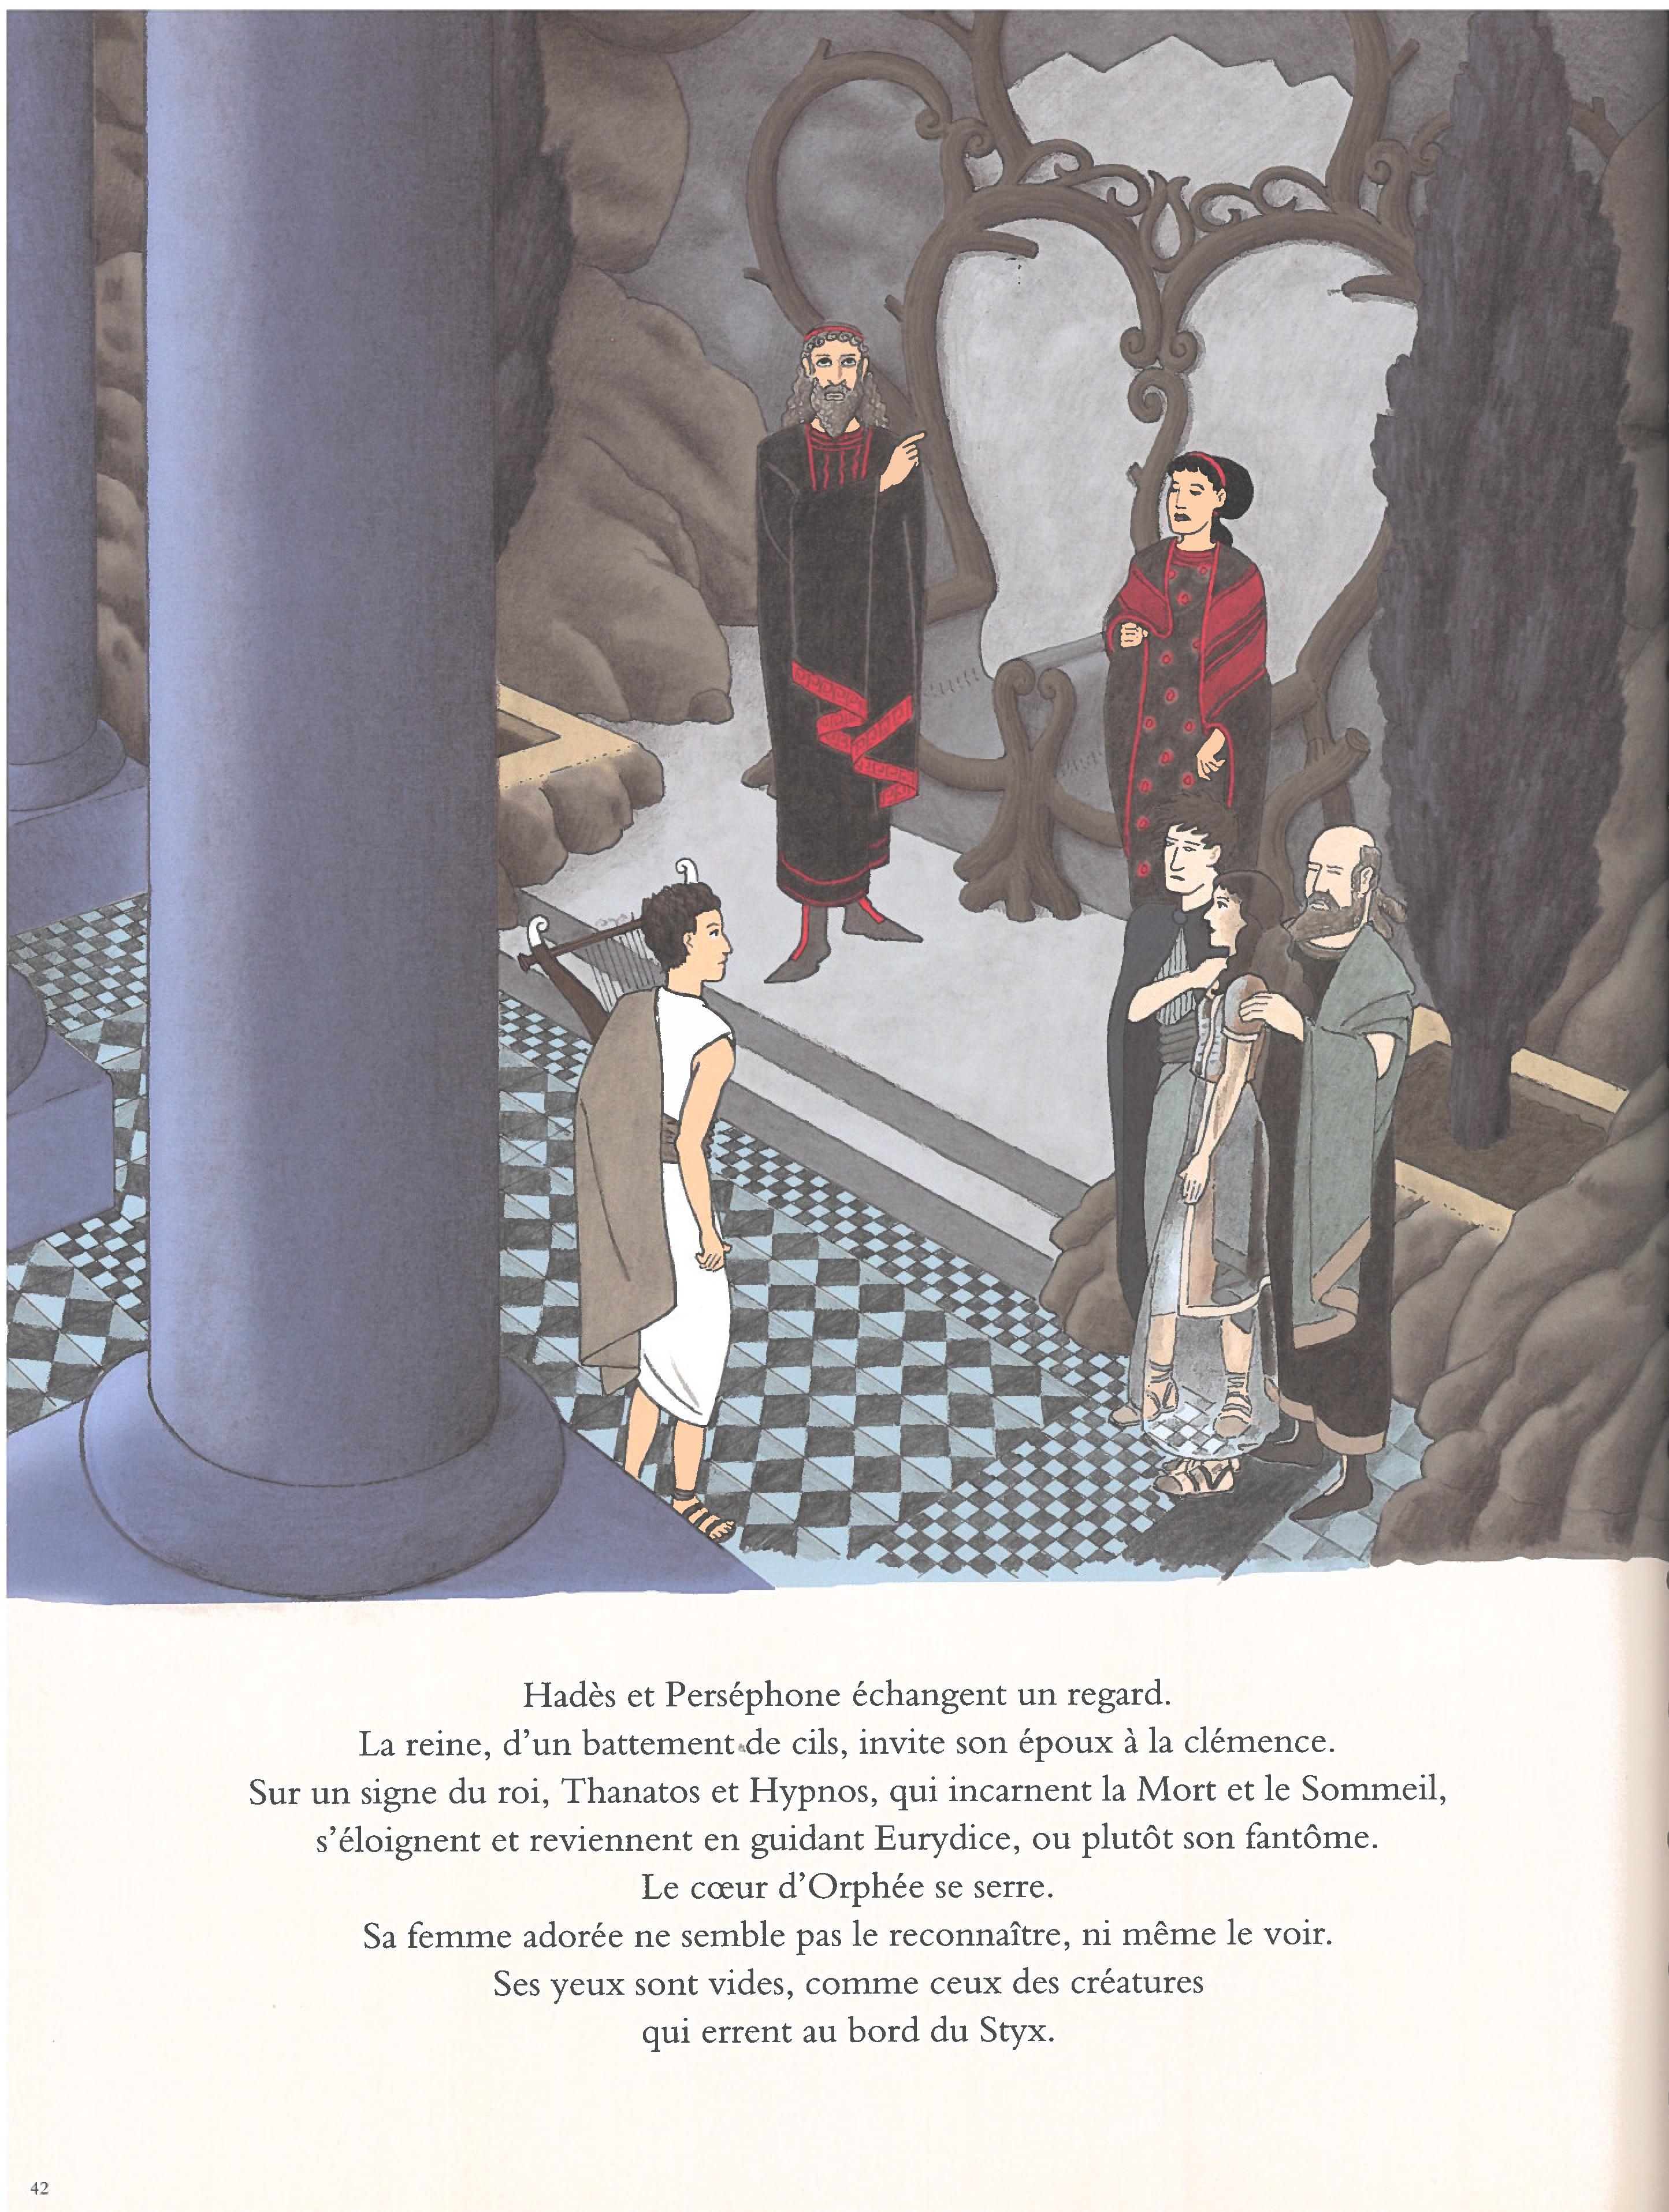 Hadès et Perséphone échangent un regard.
La reine, d'un battement de cils, invite son époux à la clémence.
Sur un signe du roi, Thanatos et Hypnos, qui incarnent la Mort et le Sommeil,
s'éloignent et reviennent en guidant Eurydice, ou plutôt son fantôme.
Le cœur d'Orphée se serre.
Sa femme adorée ne semble pas le reconnaître, ni même le voir.
Ses yeux sont vides, comme ceux des créatures
qui errent au bord du Styx.
42